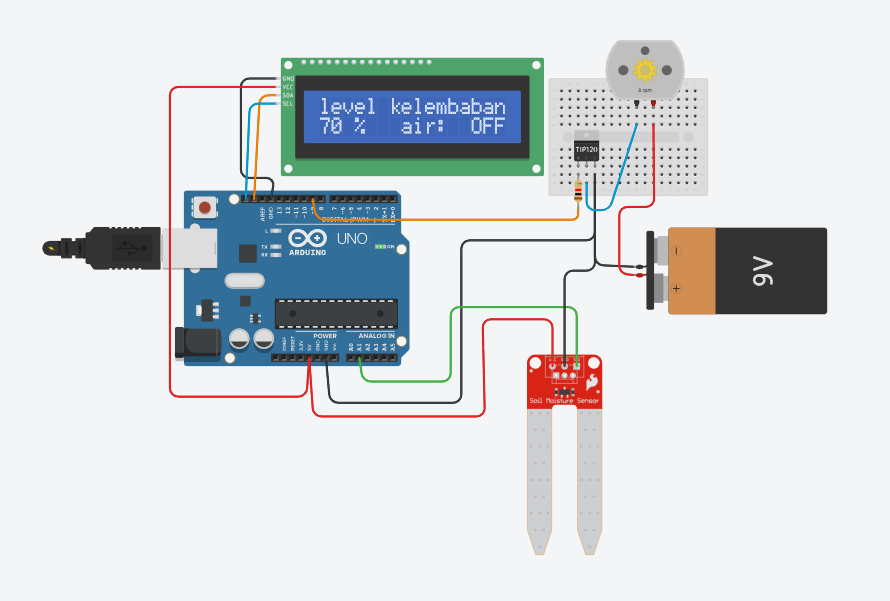 GND
VCC
SDA
SCL
level kelembaban
70 % air: OFF
0 rpm
TIP120
AREF
GND
13
12
~11
~10
~9
8
7
~6
~5
4
~3
2
TX→1
RX←0
DIGITAL (PWM~)
L
TX
RX
ARDUINO
UNO
ON
9V
POWER
ANALOG IN
IOREF
RESET
3.3V
5V
GND
GND
Vin
A0
A1
A2
A3
A4
A5
Soil Moisture Sensor